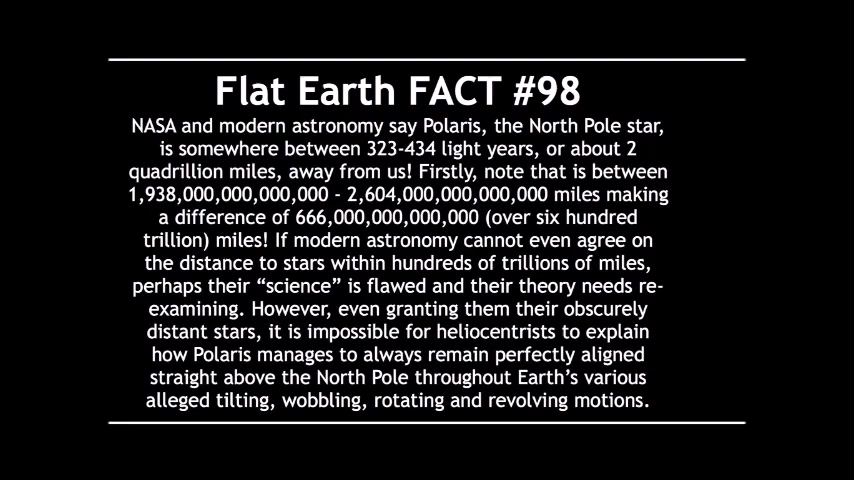 Flat Earth FACT #98
NASA and modern astronomy say Polaris, the North Pole star,
is somewhere between 323-434 light years, or about 2
quadrillion miles, away from us! Firstly, note that is between
1,938,000,000,000,000 - 2,604,000,000,000,000 miles making
a difference of 666,000,000,000,000 (over six hundred
trillion) miles! If modern astronomy cannot even agree on
the distance to stars within hundreds of trillions of miles,
perhaps their “science” is flawed and their theory needs re-
examining. However, even granting them their obscurely
distant stars, it is impossible for heliocentrists to explain
how Polaris manages to always remain perfectly aligned
straight above the North Pole throughout Earth’s various
alleged tilting, wobbling, rotating and revolving motions.